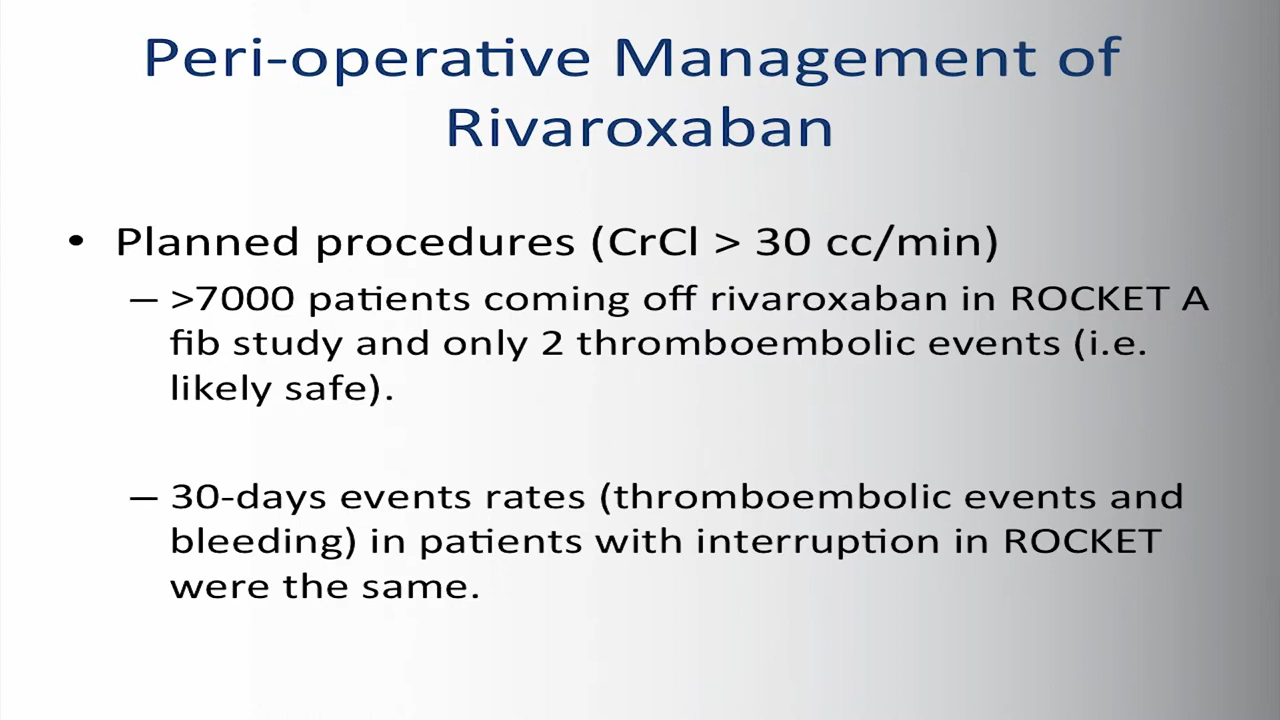 Peri-operative Management of
Rivaroxaban
• Planned procedures (CrCl > 30 cc/min)
– >7000 patients coming off rivaroxaban in ROCKET A
fib study and only 2 thromboembolic events (i.e.
likely safe).
– 30-days events rates (thromboembolic events and
bleeding) in patients with interruption in ROCKET
were the same.